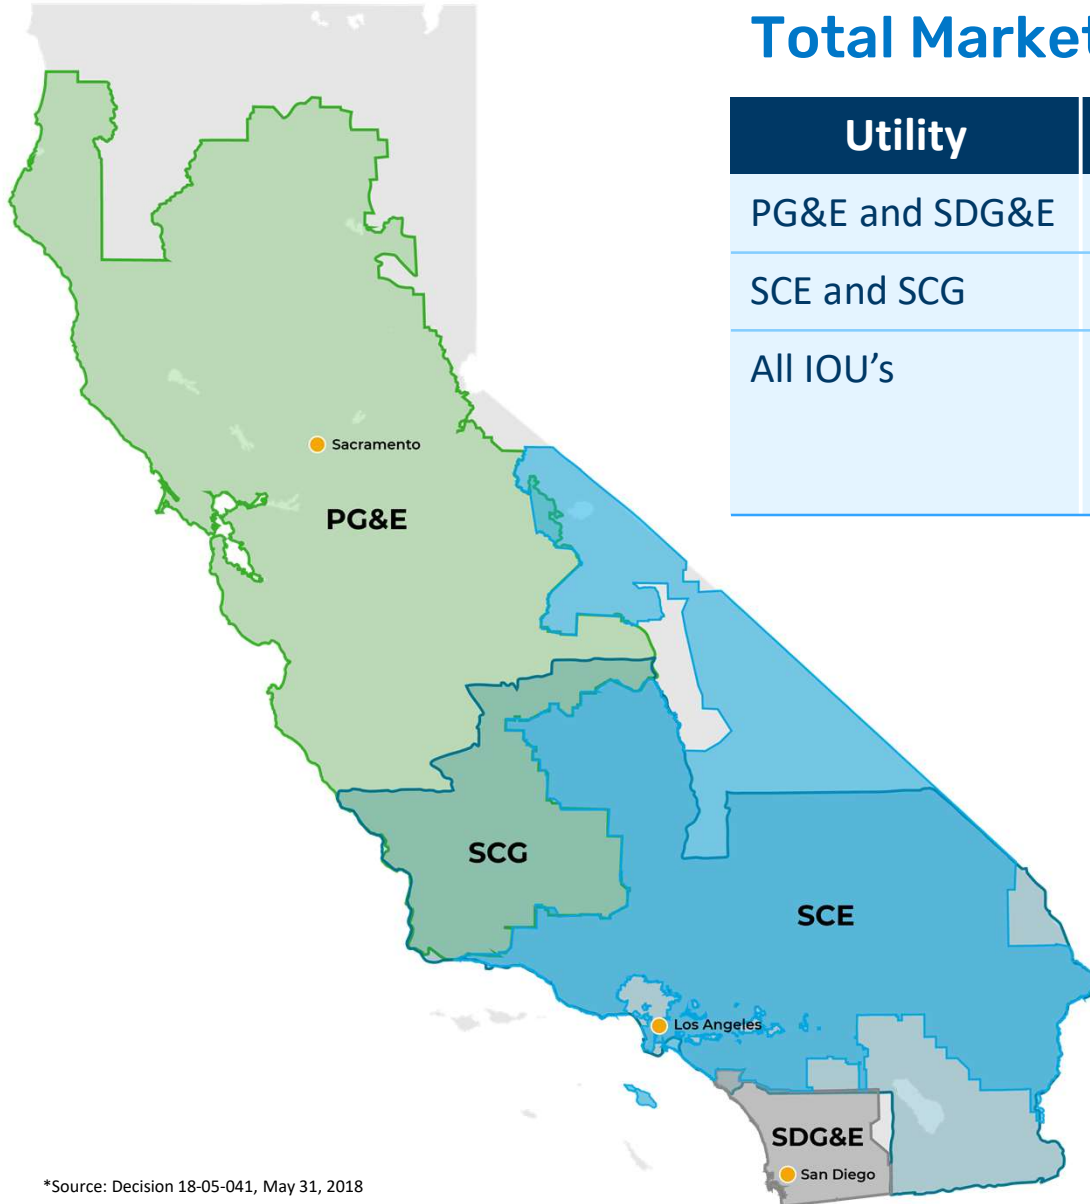 Total Market
Utility
PG&E and SDG&E
SCE and SCG
All IOU's
Sacramento
PG&E
SCG
SCE
Los Angeles
SDG&E
San Diego
*Source: Decision 18-05-041, May 31, 2018